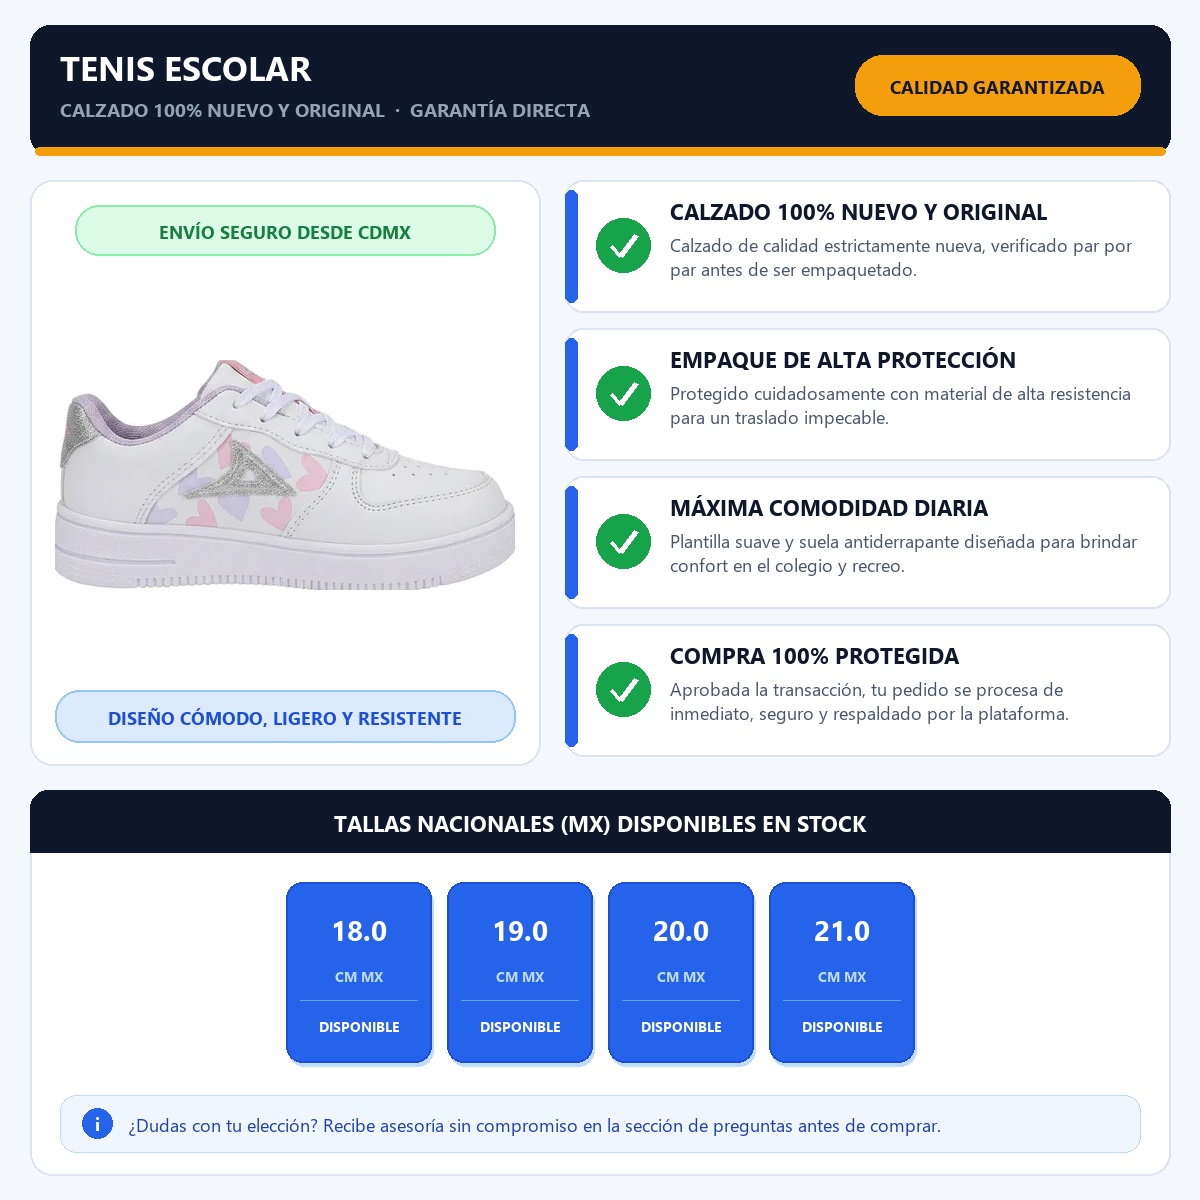 TENIS ESCOLAR
CALZADO 100% NUEVO Y ORIGINAL · GARANTÍA DIRECTA
CALIDAD GARANTIZADA
ENVÍO SEGURO DESDE CDMX
DISEÑO CÓMODO, LIGERO Y RESISTENTE
CALZADO 100% NUEVO Y ORIGINAL
Calzado de calidad estrictamente nueva, verificado par por
par antes de ser empaquetado.
EMPAQUE DE ALTA PROTECCIÓN
Protegido cuidadosamente con material de alta resistencia
para un traslado impecable.
MÁXIMA COMODIDAD DIARIA
Plantilla suave y suela antiderrapante diseñada para brindar
confort en el colegio y recreo.
COMPRA 100% PROTEGIDA
Aprobada la transacción, tu pedido se procesa de
inmediato, seguro y respaldado por la plataforma.
TALLAS NACIONALES (MX) DISPONIBLES EN STOCK
18.0
CM MX
DISPONIBLE
19.0
CM MX
DISPONIBLE
20.0
CM MX
DISPONIBLE
21.0
CM MX
DISPONIBLE
¿Dudas con tu elección? Recibe asesoría sin compromiso en la sección de preguntas antes de comprar.